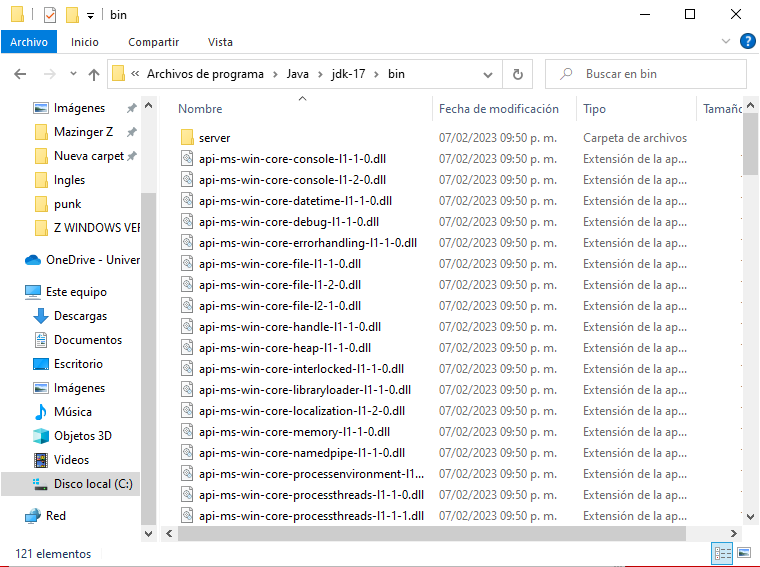 bin
Archivo Inicio Compartir Vista
Archivos de programa Java jdk-17 bin
Buscar en bin
Imágenes
Mazinger Z
Nueva carpet
Ingles
punk
Z WINDOWS VER
OneDrive - Univer
Este equipo
Descargas
Documentos
Escritorio
Imágenes
Música
Objetos 3D
Videos
Disco local (C:)
Red
Nombre Fecha de modificación Tipo Tamaño
server 07/02/2023 09:50 p. m. Carpeta de archivos
api-ms-win-core-console-l1-1-0.dll 07/02/2023 09:50 p. m. Extensión de la ap...
api-ms-win-core-console-l1-2-0.dll 07/02/2023 09:50 p. m. Extensión de la ap...
api-ms-win-core-datetime-l1-1-0.dll 07/02/2023 09:50 p. m. Extensión de la ap...
api-ms-win-core-debug-l1-1-0.dll 07/02/2023 09:50 p. m. Extensión de la ap...
api-ms-win-core-errorhandling-l1-1-0.dll 07/02/2023 09:50 p. m. Extensión de la ap...
api-ms-win-core-file-l1-1-0.dll 07/02/2023 09:50 p. m. Extensión de la ap...
api-ms-win-core-file-l1-2-0.dll 07/02/2023 09:50 p. m. Extensión de la ap...
api-ms-win-core-file-l2-1-0.dll 07/02/2023 09:50 p. m. Extensión de la ap...
api-ms-win-core-handle-l1-1-0.dll 07/02/2023 09:50 p. m. Extensión de la ap...
api-ms-win-core-heap-l1-1-0.dll 07/02/2023 09:50 p. m. Extensión de la ap...
api-ms-win-core-interlocked-l1-1-0.dll 07/02/2023 09:50 p. m. Extensión de la ap...
api-ms-win-core-libraryloader-l1-1-0.dll 07/02/2023 09:50 p. m. Extensión de la ap...
api-ms-win-core-localization-l1-2-0.dll 07/02/2023 09:50 p. m. Extensión de la ap...
api-ms-win-core-memory-l1-1-0.dll 07/02/2023 09:50 p. m. Extensión de la ap...
api-ms-win-core-namedpipe-l1-1-0.dll 07/02/2023 09:50 p. m. Extensión de la ap...
api-ms-win-core-processenvironment-l1... 07/02/2023 09:50 p. m. Extensión de la ap...
api-ms-win-core-processthreads-l1-1-0.dll 07/02/2023 09:50 p. m. Extensión de la ap...
api-ms-win-core-processthreads-l1-1-1.dll 07/02/2023 09:50 p. m. Extensión de la ap...
121 elementos